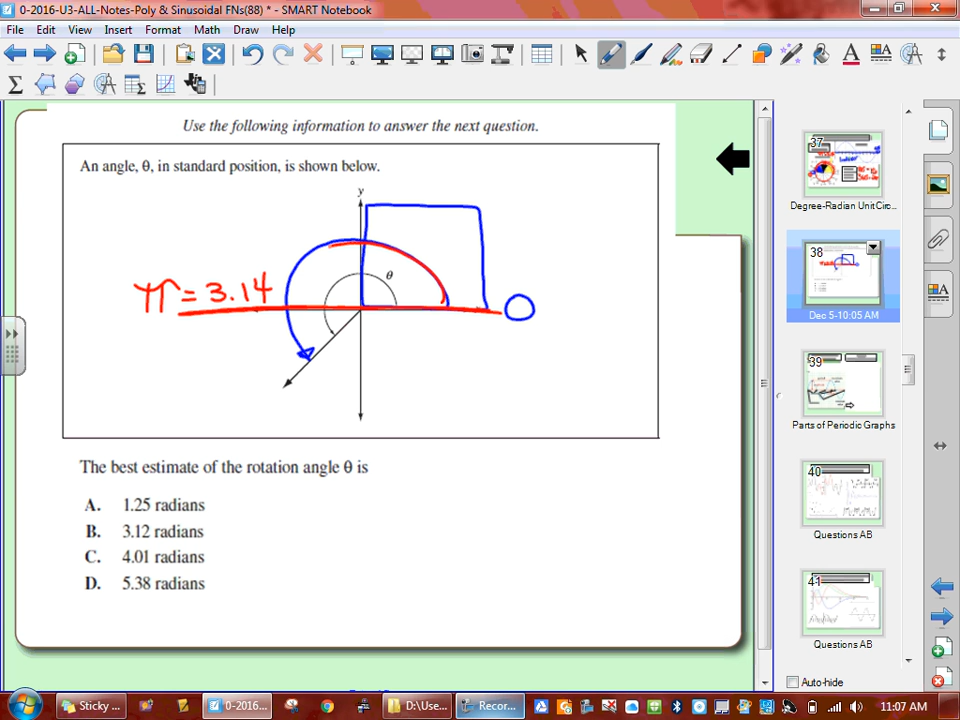 0-2016-U3-ALL-Notes-Poly & Sinusoidal FNs(88) * - SMART Notebook
File Edit View Insert Format Math Draw Help
Use the following information to answer the next question.
An angle, θ, in standard position, is shown below.
y
θ
π = 3.14
0
The best estimate of the rotation angle θ is
A. 1.25 radians
B. 3.12 radians
C. 4.01 radians
D. 5.38 radians
37
Degree-Radian UnitCirc...
38
Dec 5-10:05 AM
39
Parts of Periodic Graphs
40
Questions AB
41
Questions AB
Auto-hide
Sticky ...
0-2016...
D:\Use...
Recor...
11:07 AM